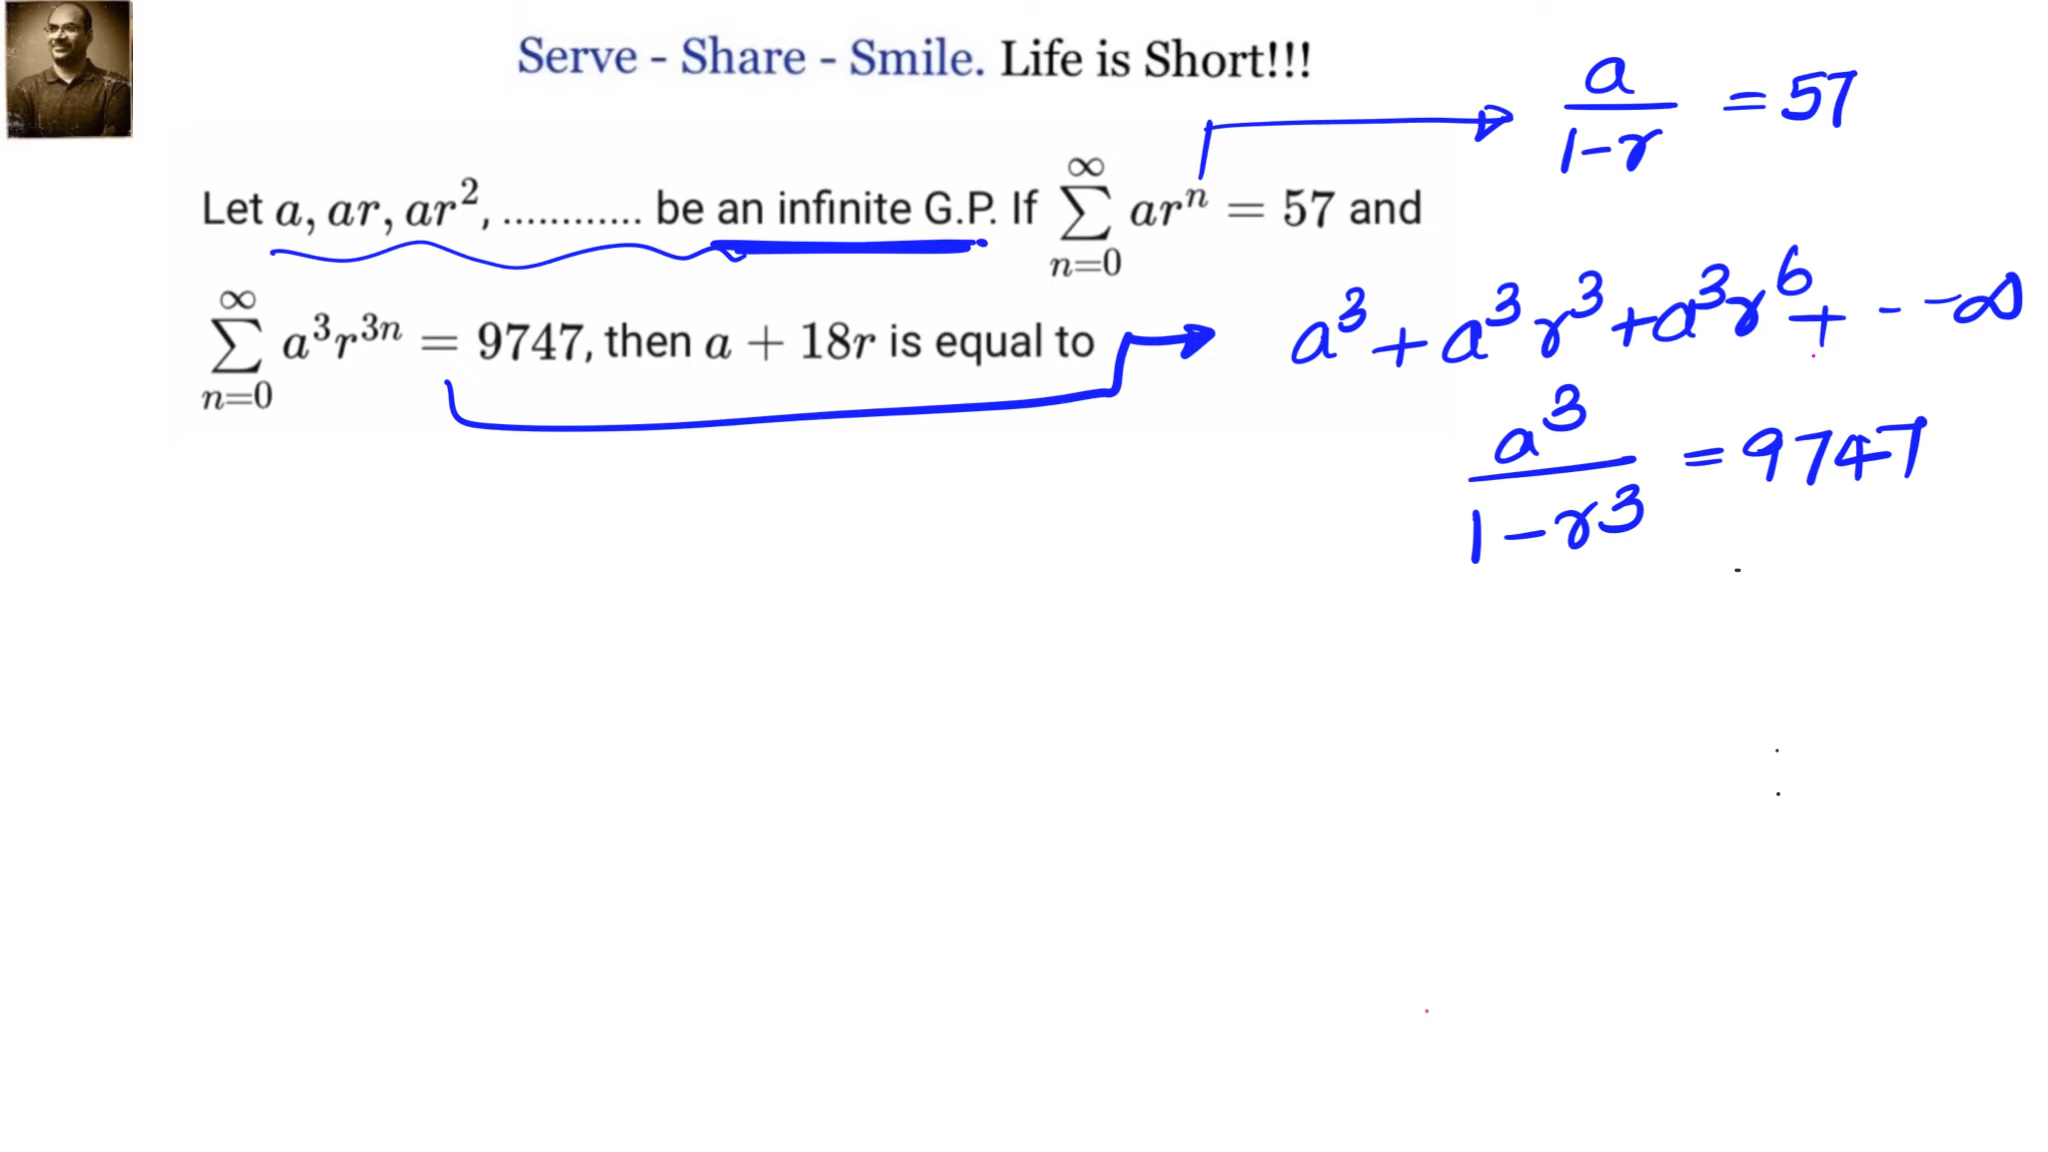 Serve - Share - Smile. Life is Short!!!
a/(1-r) = 57
Let a, ar, ar², ............ be an infinite G.P. If ∞∑n=0 arⁿ = 57 and
∞∑n=0 a³r³ⁿ = 9747, then a + 18r is equal to
a³ + a³r³ + a³r⁶ + - - ∞
a³/(1-r³) = 9747